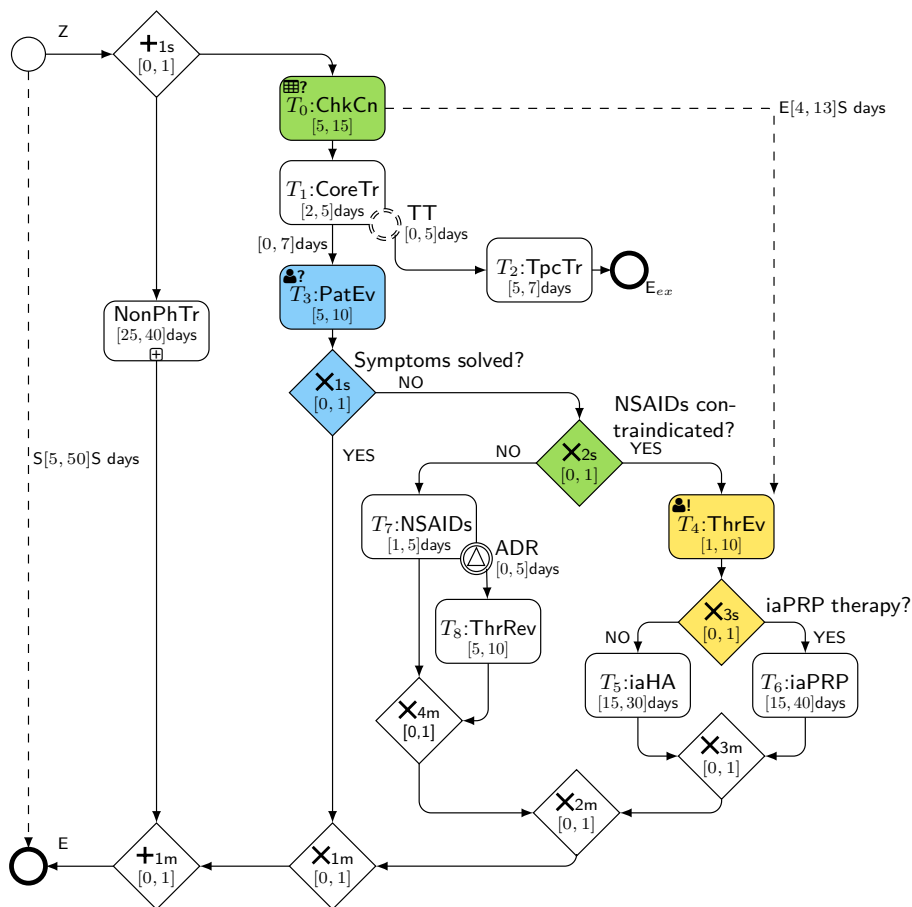 Z
+1s
[0, 1]
?
T0:ChkCn
[5, 15]
E[4, 13]S days
T1:CoreTr
[2, 5]days
TT
[0, 5]days
[0, 7]days
?
T3:PatEv
[5, 10]
T2:TpcTr
[5, 7]days
Eex
NonPhTr
[25, 40]days
+
Symptoms solved?
×1s
[0, 1]
NO
YES
NSAIDs con-
traindicated?
×2s
[0, 1]
NO
YES
S[5, 50]S days
T7:NSAIDs
[1, 5]days
ADR
[0, 5]days
!
T4:ThrEv
[1, 10]
T8:ThrRev
[5, 10]
×3s
[0, 1]
iaPRP therapy?
NO
YES
T5:iaHA
[15, 30]days
T6:iaPRP
[15, 40]days
×4m
[0,1]
×3m
[0, 1]
×2m
[0, 1]
E
+1m
[0, 1]
×1m
[0, 1]